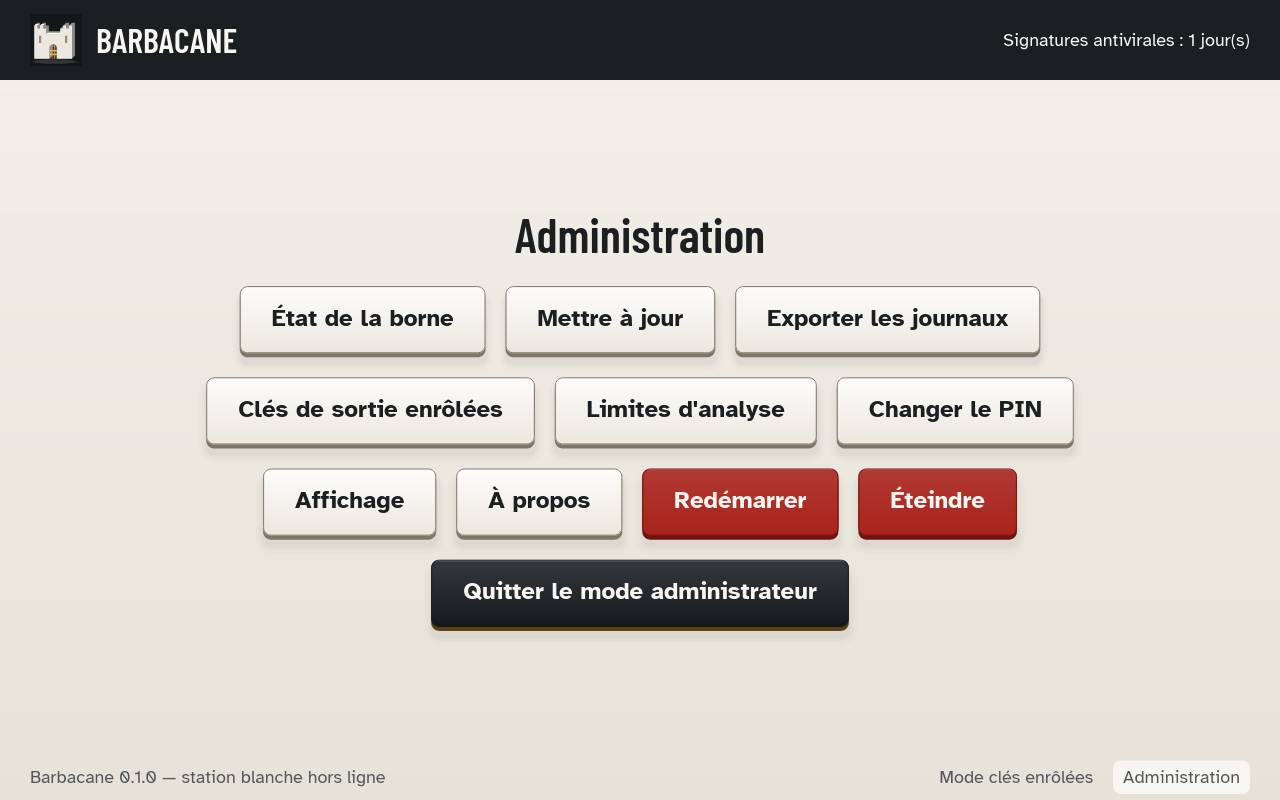 BARBACANE
Signatures antivirales : 1 jour(s)
Administration
État de la borne
Mettre à jour
Exporter les journaux
Clés de sortie enrôlées
Limites d'analyse
Changer le PIN
Affichage
À propos
Redémarrer
Éteindre
Quitter le mode administrateur
Barbacane 0.1.0 — station blanche hors ligne
Mode clés enrôlées
Administration